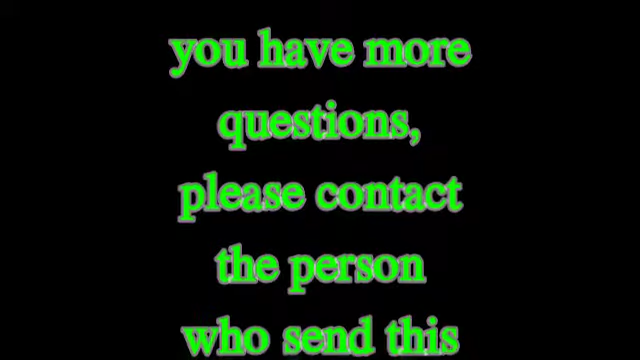 you have more
questions,
please contact
the person
who send this